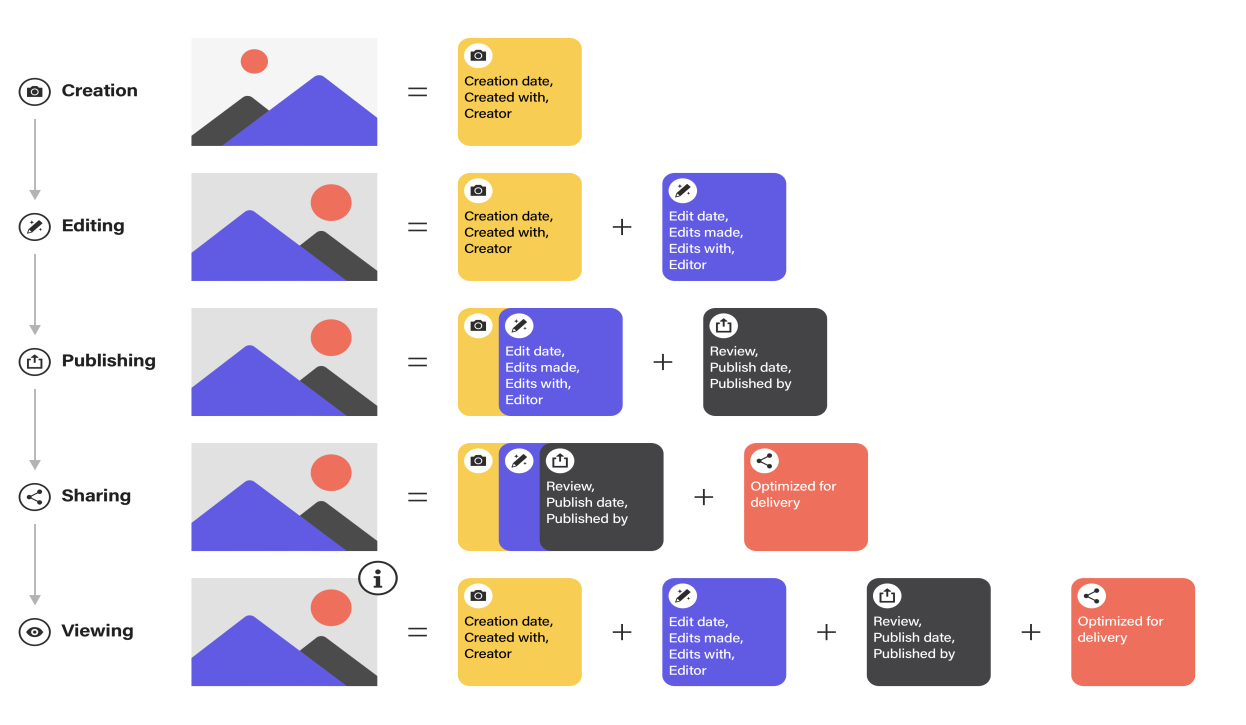 Creation
=
Creation date,
Created with,
Creator
Editing
=
Creation date,
Created with,
Creator
+
Edit date,
Edits made,
Edits with,
Editor
Publishing
=
Edit date,
Edits made,
Edits with,
Editor
+
Review,
Publish date,
Published by
Sharing
=
Review,
Publish date,
Published by
+
Optimized for
delivery
i
Viewing
=
Creation date,
Created with,
Creator
+
Edit date,
Edits made,
Edits with,
Editor
+
Review,
Publish date,
Published by
+
Optimized for
delivery